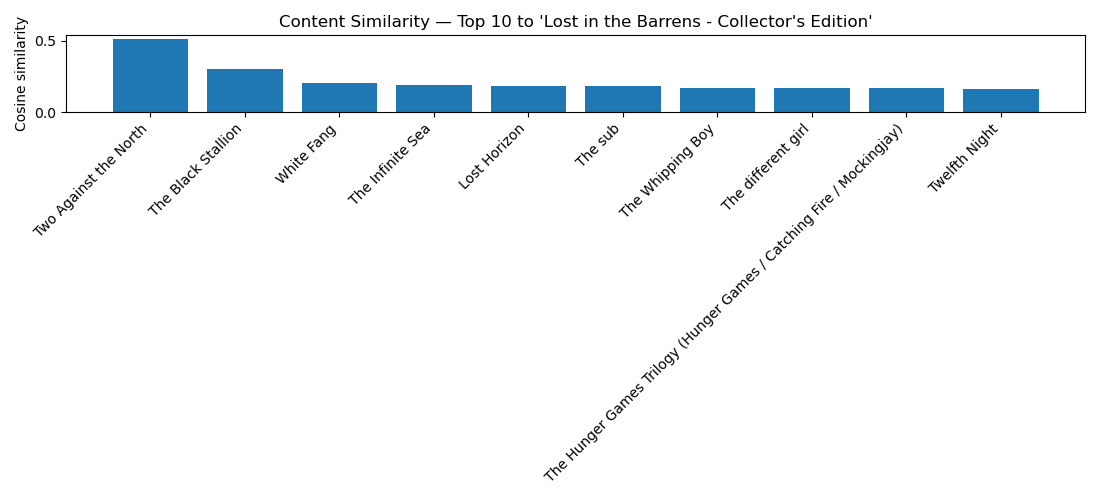 Content Similarity — Top 10 to 'Lost in the Barrens - Collector's Edition'
Cosine similarity
0.5
0.0
Two Against the North
The Black Stallion
White Fang
The Infinite Sea
Lost Horizon
The sub
The Whipping Boy
The different girl
The Hunger Games Trilogy (Hunger Games / Catching Fire / Mockingjay)
Twelfth Night